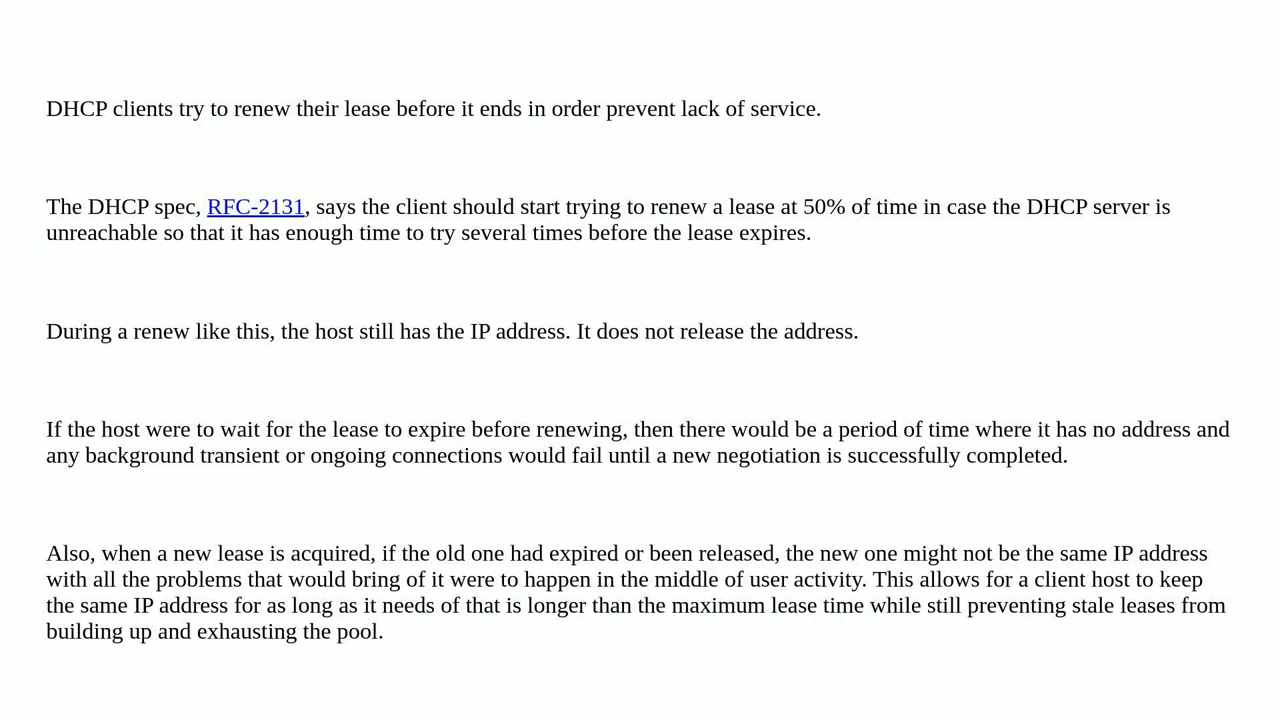 DHCP clients try to renew their lease before it ends in order prevent lack of service.
The DHCP spec, RFC-2131, says the client should start trying to renew a lease at 50% of time in case the DHCP server is
unreachable so that it has enough time to try several times before the lease expires.
During a renew like this, the host still has the IP address. It does not release the address.
If the host were to wait for the lease to expire before renewing, then there would be a period of time where it has no address and
any background transient or ongoing connections would fail until a new negotiation is successfully completed.
Also, when a new lease is acquired, if the old one had expired or been released, the new one might not be the same IP address
with all the problems that would bring of it were to happen in the middle of user activity. This allows for a client host to keep
the same IP address for as long as it needs of that is longer than the maximum lease time while still preventing stale leases from
building up and exhausting the pool.